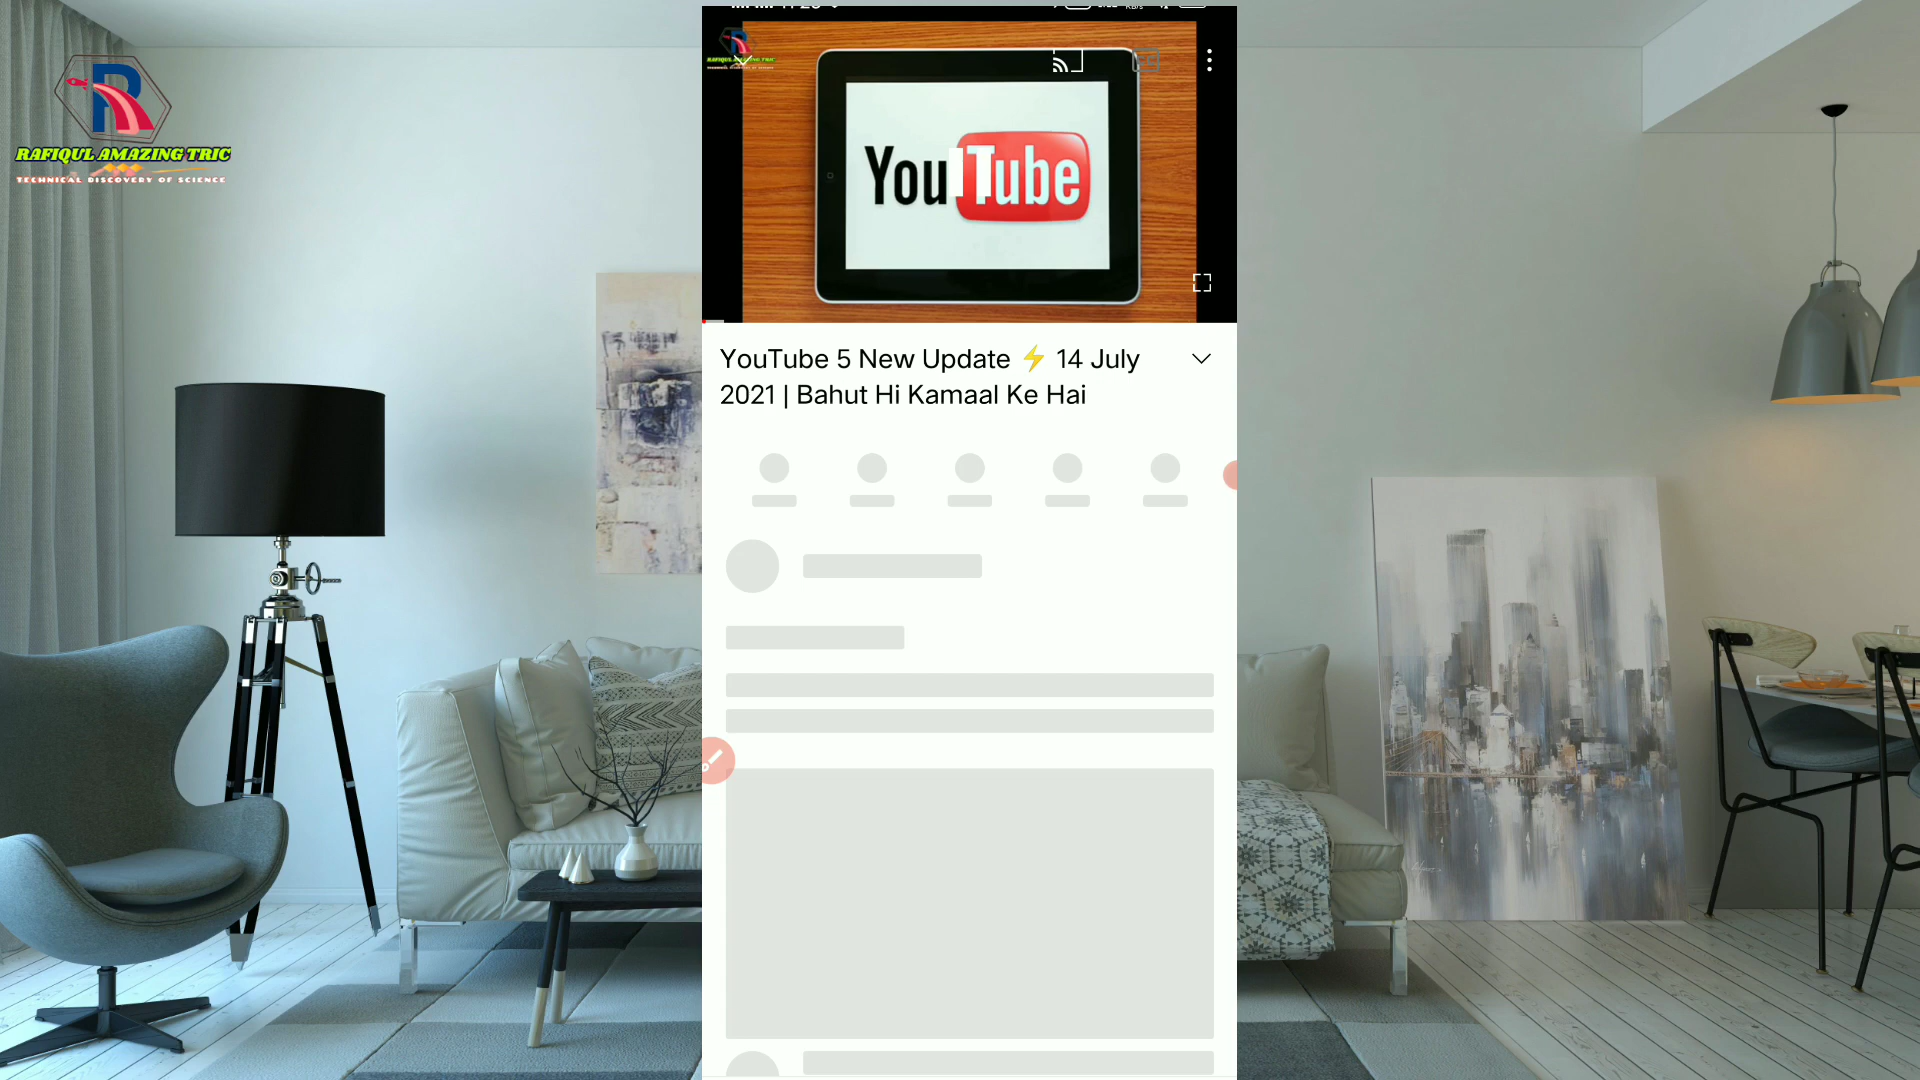 RAFIQUL AMAZING TRIC
TECHNICAL DISCOVERY OF SCIENCE
YouTube
YouTube 5 New Update ⚡ 14 July
2021 | Bahut Hi Kamaal Ke Hai